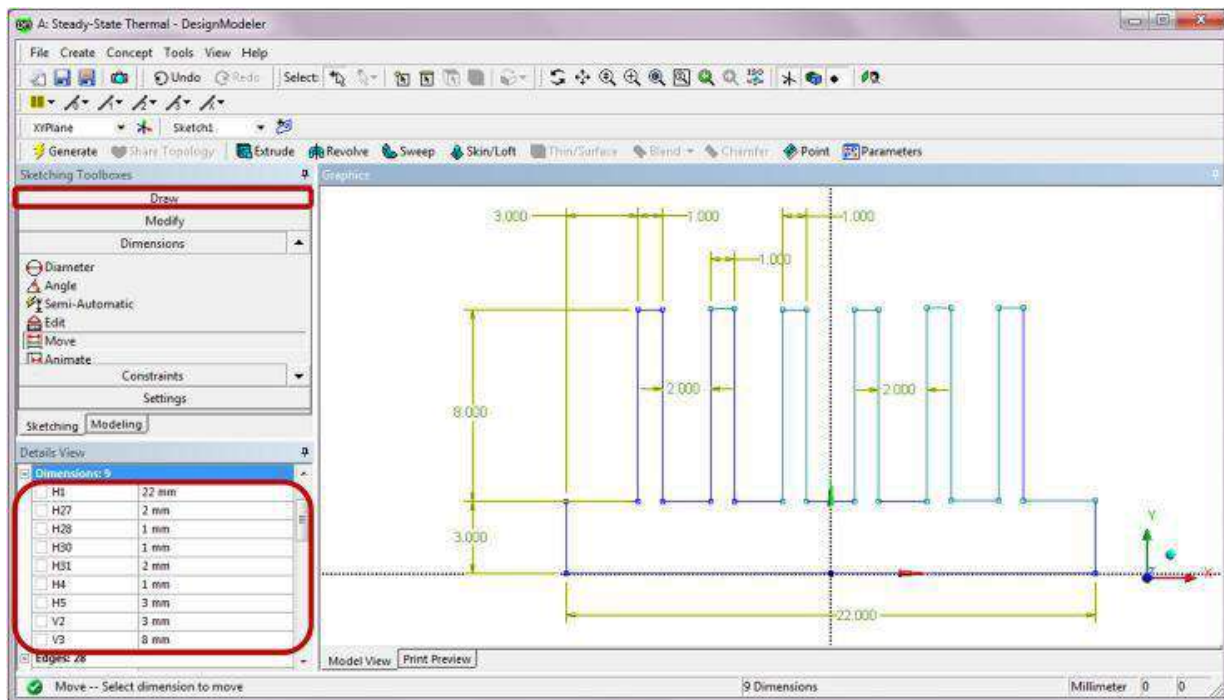 A: Steady-State Thermal - DesignModeler
File Create Concept Tools View Help
Undo Redo Select:
XYPlane Sketch1
Generate Share Topology Extrude Revolve Sweep Skin/Loft Thin/Surface Blend Chamfer Point Parameters
Sketching Toolboxes
Draw
Modify
Dimensions
Diameter
Angle
Semi-Automatic
Edit
Move
Animate
Constraints
Settings
Sketching Modeling
Details View
Dimensions: 9
H1 22 mm
H27 2 mm
H28 1 mm
H30 1 mm
H31 2 mm
H4 1 mm
H5 3 mm
V2 3 mm
V3 8 mm
Edges: 28
Graphics
3.000 1.000 1.000
1.000
2.000 2.000
8.000
3.000
22.000
Y
X
Model View Print Preview
Move -- Select dimension to move 9 Dimensions Millimeter 0 0